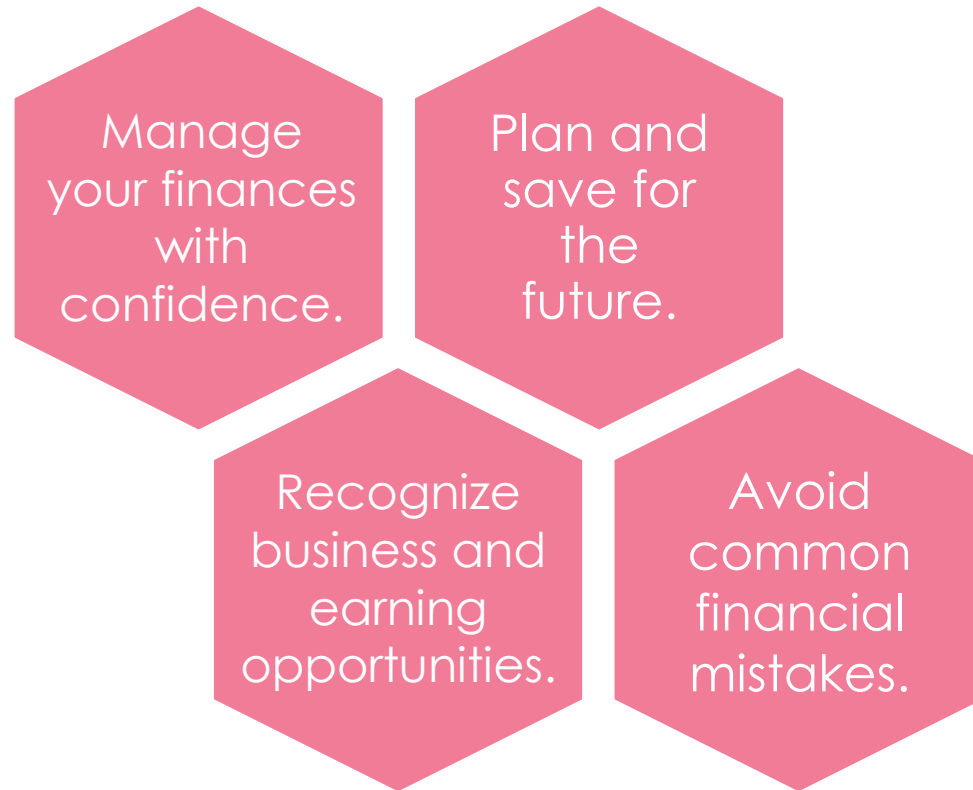 Manage
your finances
with
confidence.
Plan and
save for
the
future.
Recognize
business and
earning
opportunities.
Avoid
common
financial
mistakes.